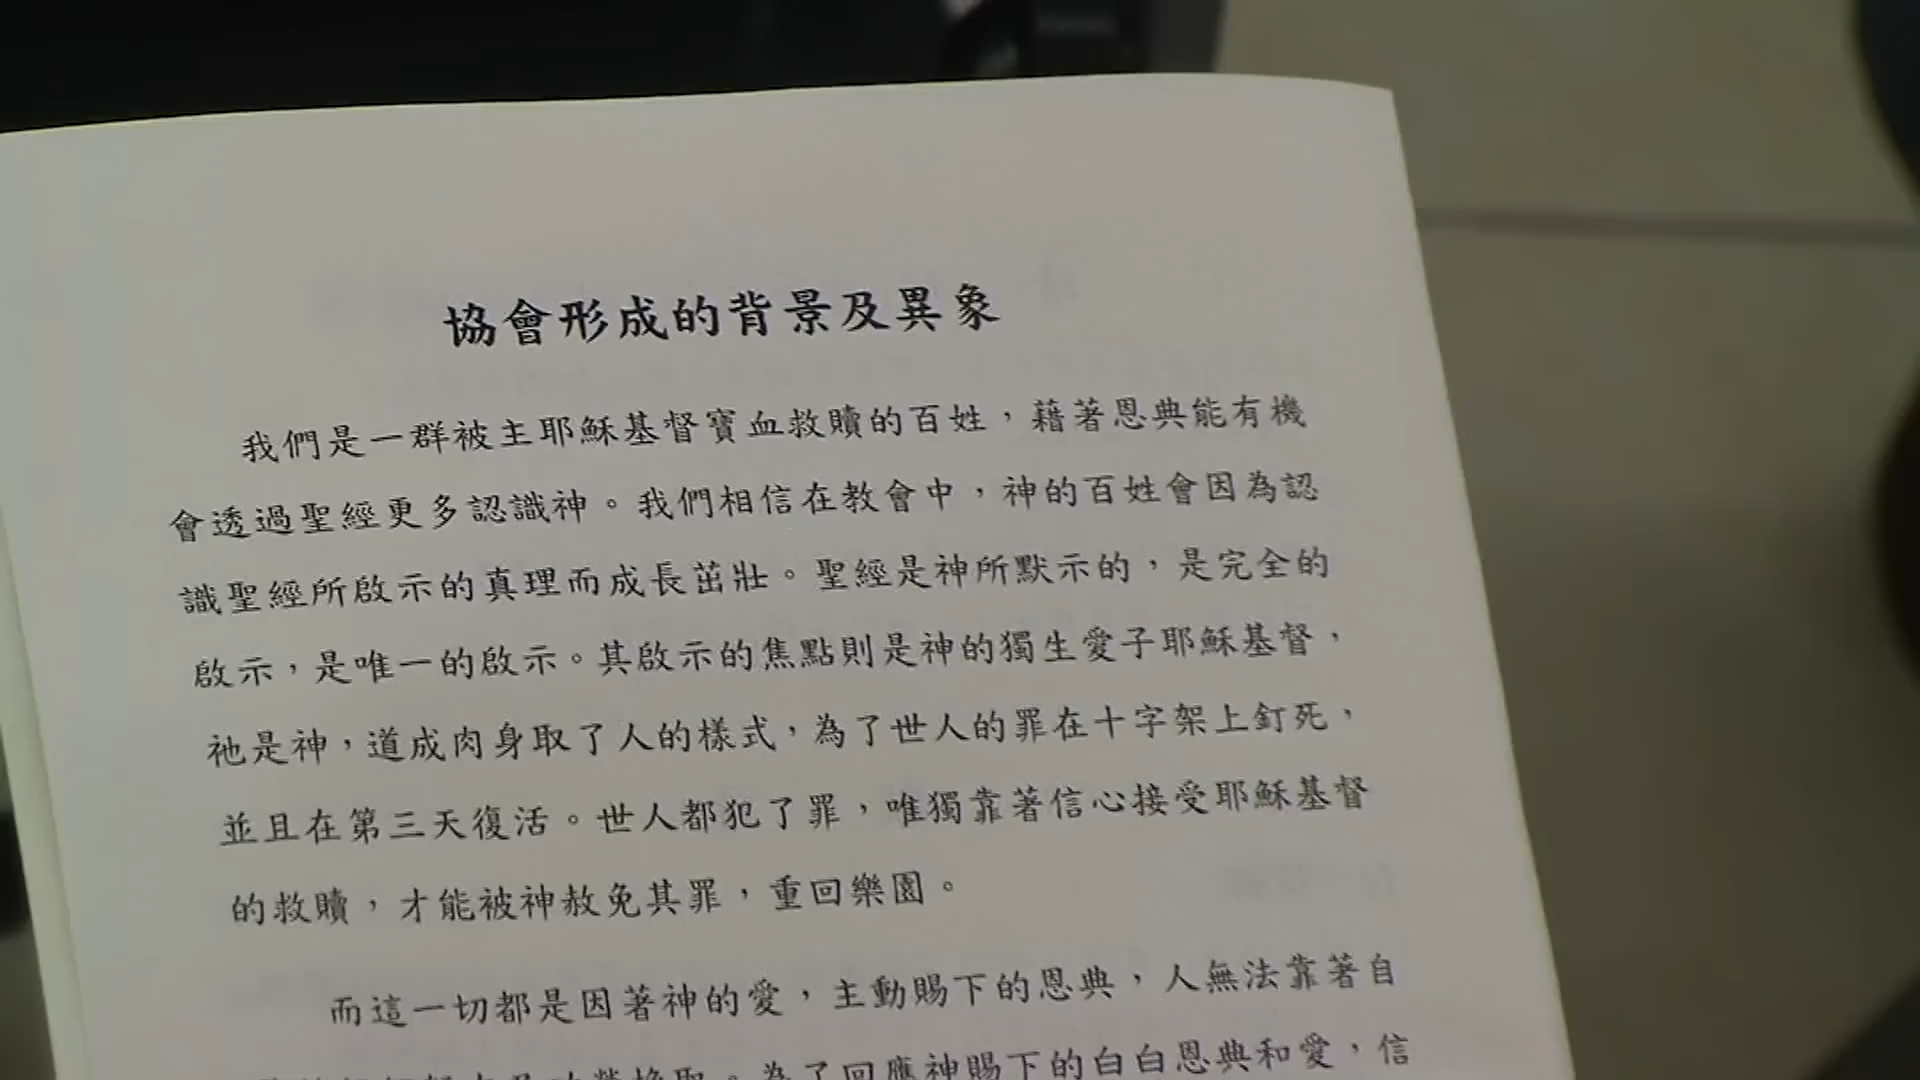 協會形成的背景及異象
我們是一群被主耶穌基督寶血救贖的百姓，藉著恩典能有機
會透過聖經更多認識神。我們相信在教會中，神的百姓會因為認
識聖經所啟示的真理而成長茁壯。聖經是神所默示的，是完全的
啟示，是唯一的啟示。其啟示的焦點則是神的獨生愛子耶穌基督，
祂是神，道成肉身取了人的樣式，為了世人的罪在十字架上釘死，
並且在第三天復活。世人都犯了罪，唯獨靠著信心接受耶穌基督
的救贖，才能被神赦免其罪，重回樂園。
而這一切都是因著神的愛，主動賜下的恩典，人無法靠著自
換取。為了回應神賜下的白白恩典和愛，信